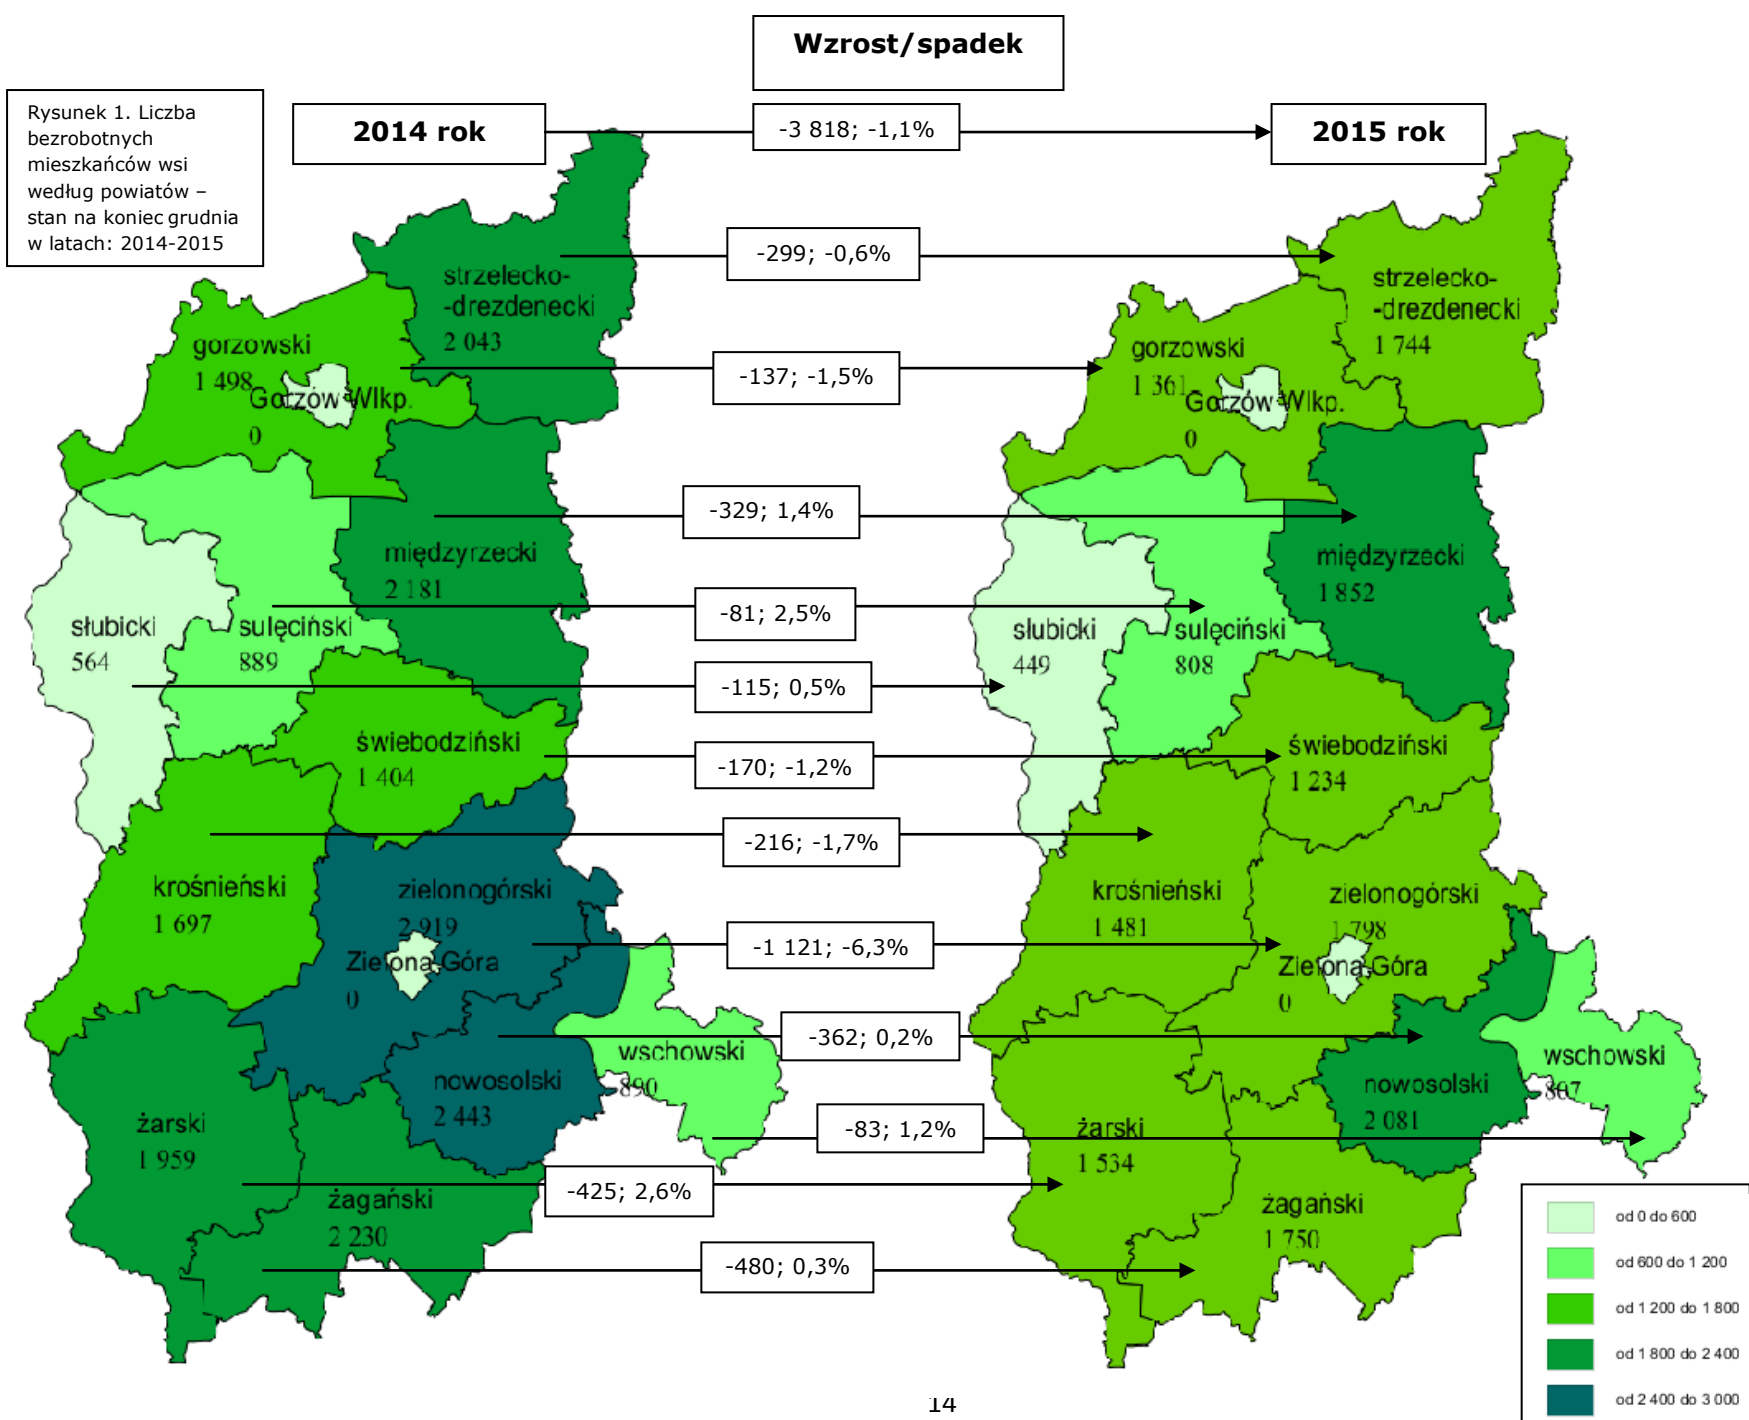 Wzrost/spadek
Rysunek 1. Liczba
bezrobotnych
mieszkańców wsi
według powiatów –
stan na koniec grudnia
w latach: 2014-2015
2014 rok
-3 818; -1,1%
2015 rok
-299; -0,6%
-137; -1,5%
-329; 1,4%
-81; 2,5%
-115; 0,5%
-170; -1,2%
-216; -1,7%
-1 121; -6,3%
-362; 0,2%
-83; 1,2%
-425; 2,6%
-480; 0,3%
strzelecko-
-drezdenecki
2 043
gorzowski
1 498
Gorzów Wlkp.
0
międzyrzecki
2 181
słubicki
564
sulęciński
889
świebodziński
1 404
krośnieński
1 697
zielonogórski
2 919
Zielona Góra
0
nowosolski
2 443
wschowski
890
żarski
1 959
żagański
2 230
strzelecko-
-drezdenecki
1 744
gorzowski
1 361
Gorzów Wlkp.
0
międzyrzecki
1 852
słubicki
449
sulęciński
808
świebodziński
1 234
krośnieński
1 481
zielonogórski
1 798
Zielona Góra
0
nowosolski
2 081
wschowski
807
żarski
1 534
żagański
1 750
od 0 do 600
od 600 do 1 200
od 1 200 do 1 800
od 1 800 do 2 400
od 2 400 do 3 000
14